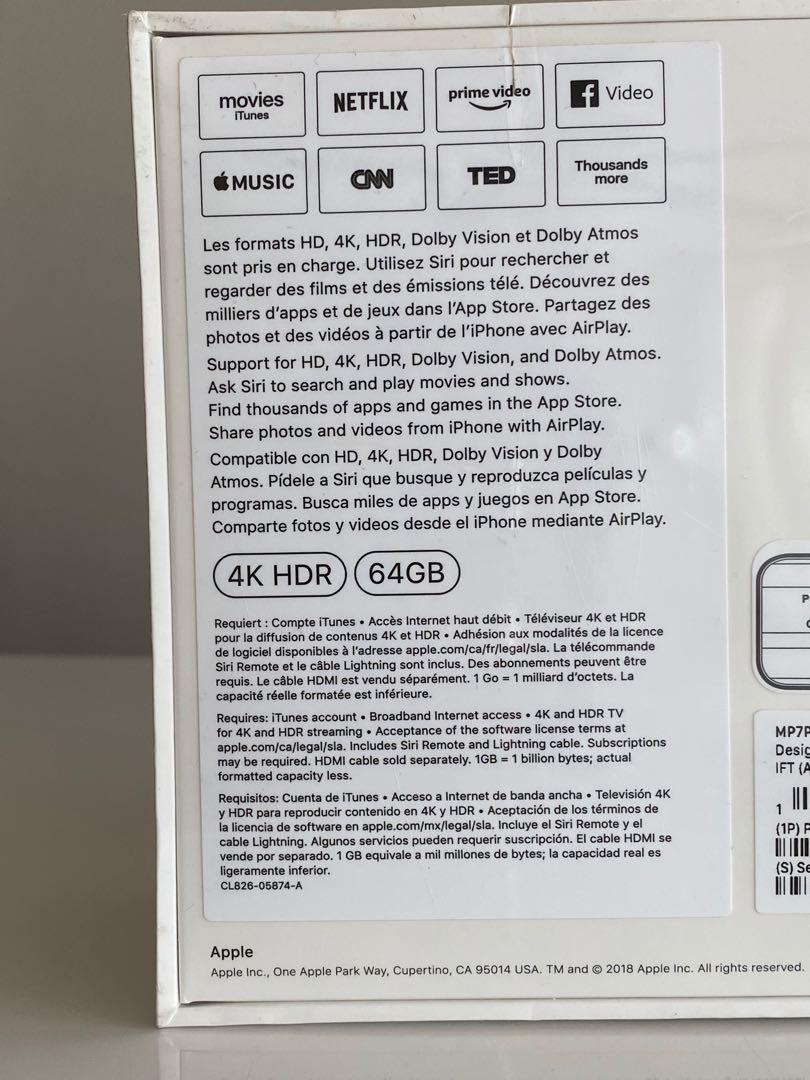 movies
iTunes
NETFLIX
prime video
f Video
MUSIC
CNN
TED
Thousands
more
Les formats HD, 4K, HDR, Dolby Vision et Dolby Atmos
sont pris en charge. Utilisez Siri pour rechercher et
regarder des films et des émissions télé. Découvrez des
milliers d'apps et de jeux dans l'App Store. Partagez des
photos et des vidéos à partir de l'iPhone avec AirPlay.
Support for HD, 4K, HDR, Dolby Vision, and Dolby Atmos.
Ask Siri to search and play movies and shows.
Find thousands of apps and games in the App Store.
Share photos and videos from iPhone with AirPlay.
Compatible con HD, 4K, HDR, Dolby Vision y Dolby
Atmos. Pídele a Siri que busque y reproduzca películas y
programas. Busca miles de apps y juegos en App Store.
Comparte fotos y videos desde el iPhone mediante AirPlay.
4K HDR 64GB
Requiert : Compte iTunes • Accès Internet haut débit • Téléviseur 4K et HDR
pour la diffusion de contenus 4K et HDR • Adhésion aux modalités de la licence
de logiciel disponibles à l'adresse apple.com/ca/fr/legal/sla. La télécommande
Siri Remote et le câble Lightning sont inclus. Des abonnements peuvent être
requis. Le câble HDMI est vendu séparément. 1 Go = 1 milliard d'octets. La
capacité réelle formatée est inférieure.
Requires: iTunes account • Broadband Internet access • 4K and HDR TV
for 4K and HDR streaming • Acceptance of the software license terms at
apple.com/ca/legal/sla. Includes Siri Remote and Lightning cable. Subscriptions
may be required. HDMI cable sold separately. 1GB = 1 billion bytes; actual
formatted capacity less.
Requisitos: Cuenta de iTunes • Acceso a Internet de banda ancha • Televisión 4K
y HDR para reproducir contenido en 4K y HDR • Aceptación de los términos de
la licencia de software en apple.com/mx/legal/sla. Incluye el Siri Remote y el
cable Lightning. Algunos servicios pueden requerir suscripción. El cable HDMI se
vende por separado. 1 GB equivale a mil millones de bytes; la capacidad real es
ligeramente inferior.
CL826-05874-A
Apple
Apple Inc., One Apple Park Way, Cupertino, CA 95014 USA. TM and © 2018 Apple Inc. All rights reserved.
MP7P
Desig
IFT (A
1
(1P) P
(S) Se